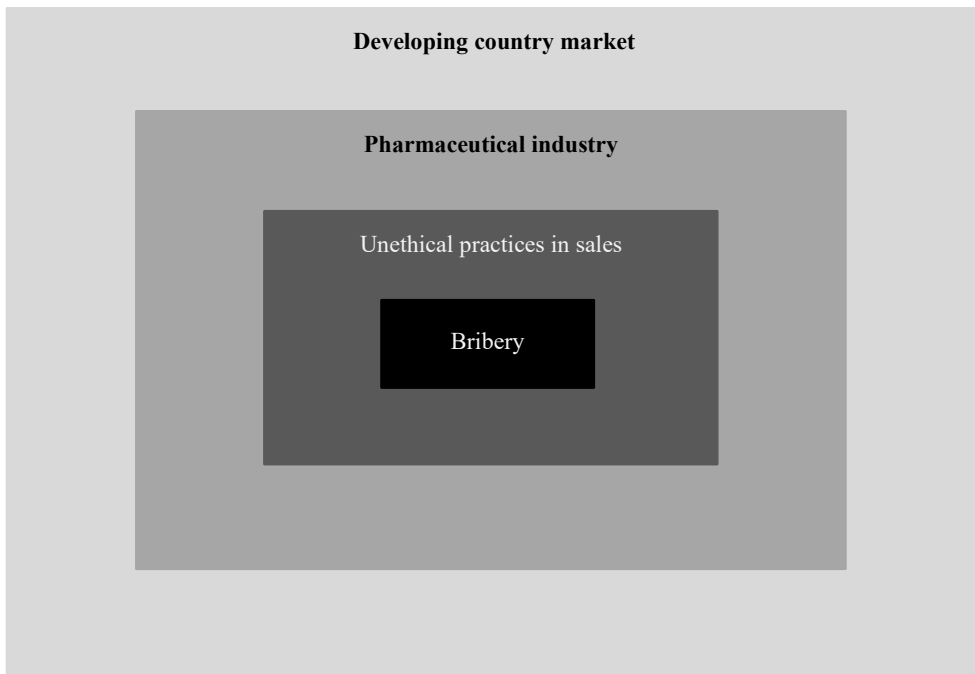 Developing country market
Pharmaceutical industry
Unethical practices in sales
Bribery